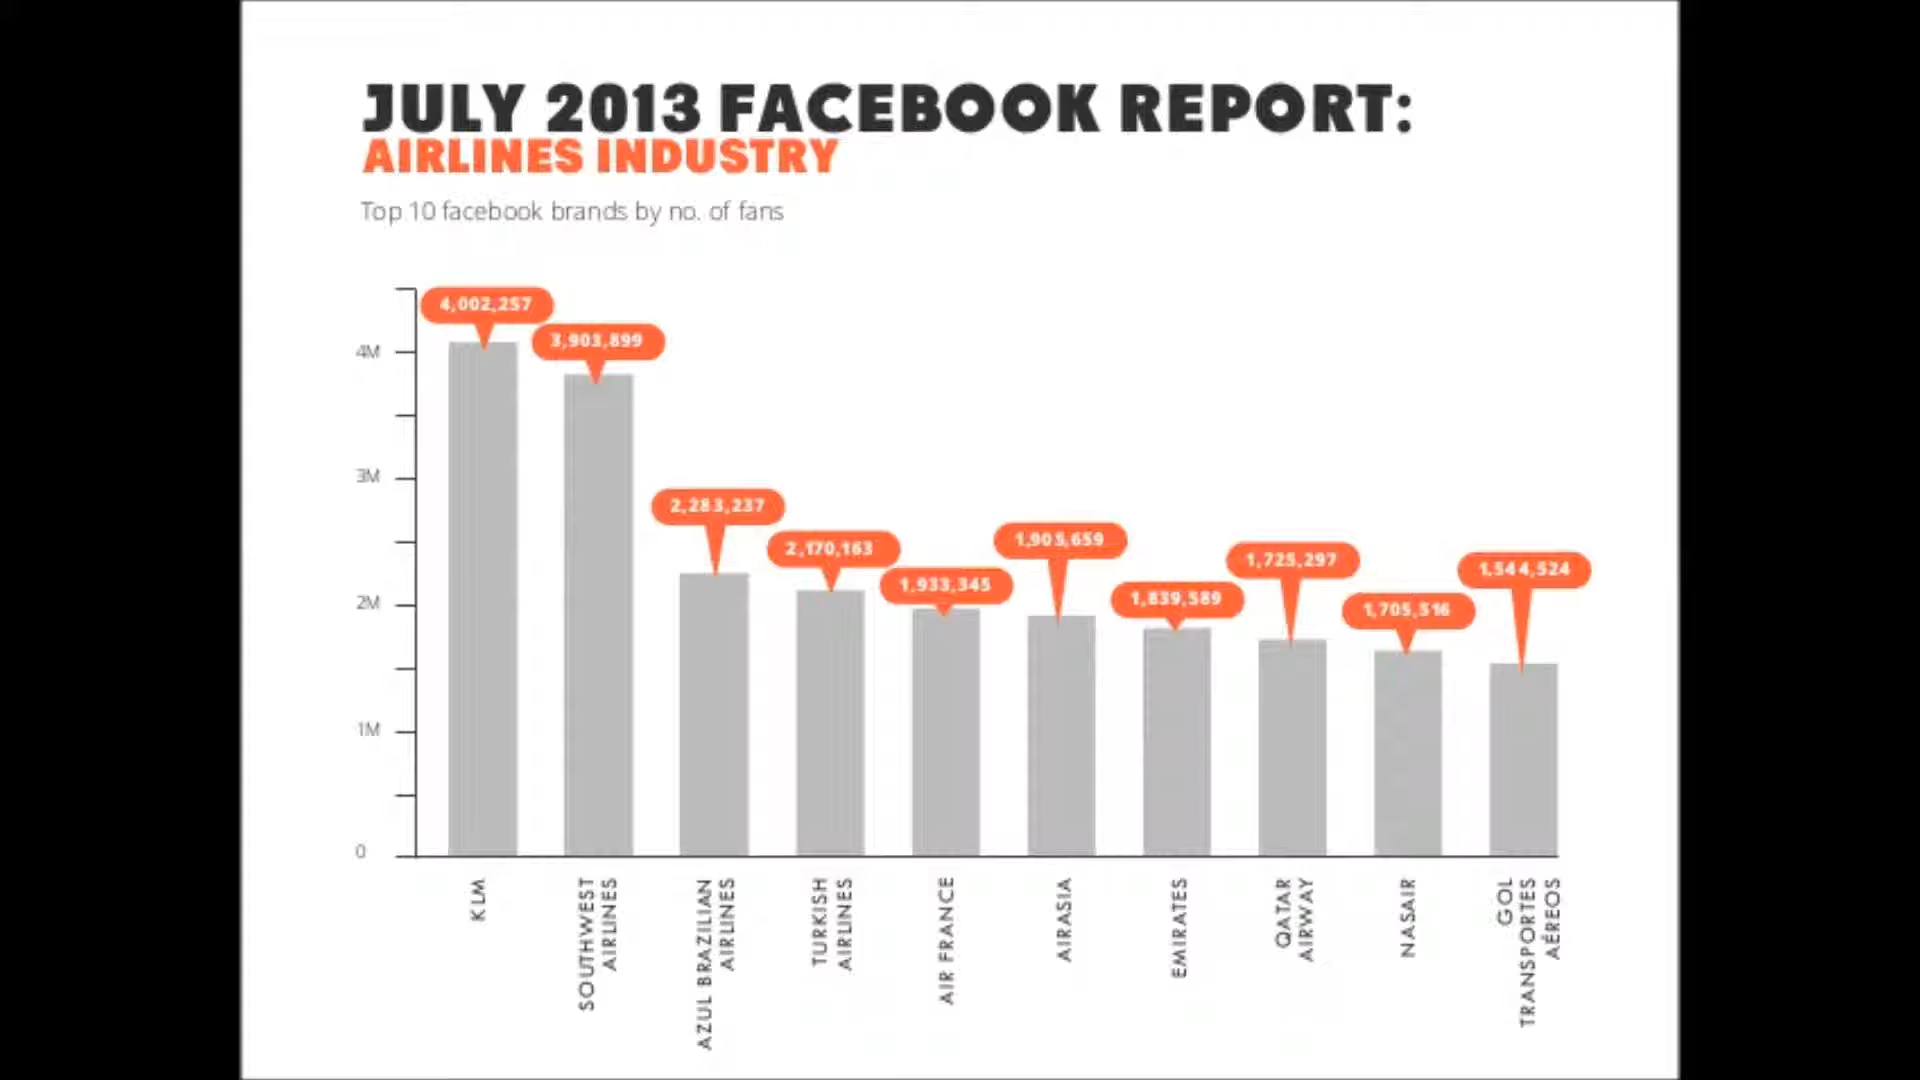 JULY 2013 FACEBOOK REPORT:
AIRLINES INDUSTRY
Top 10 facebook brands by no. of fans
4,002,257
3,903,899
2,283,237
2,170,163
1,933,345
1,905,659
1,839,589
1,725,297
1,705,516
1,544,524
4M
3M
2M
1M
0
KLM
SOUTHWEST
AIRLINES
AZUL BRAZILIAN
AIRLINES
TURKISH
AIRLINES
AIR FRANCE
AIRASIA
EMIRATES
QATAR
AIRWAY
NASAIR
GOL
TRANSPORTES
AÉREOS